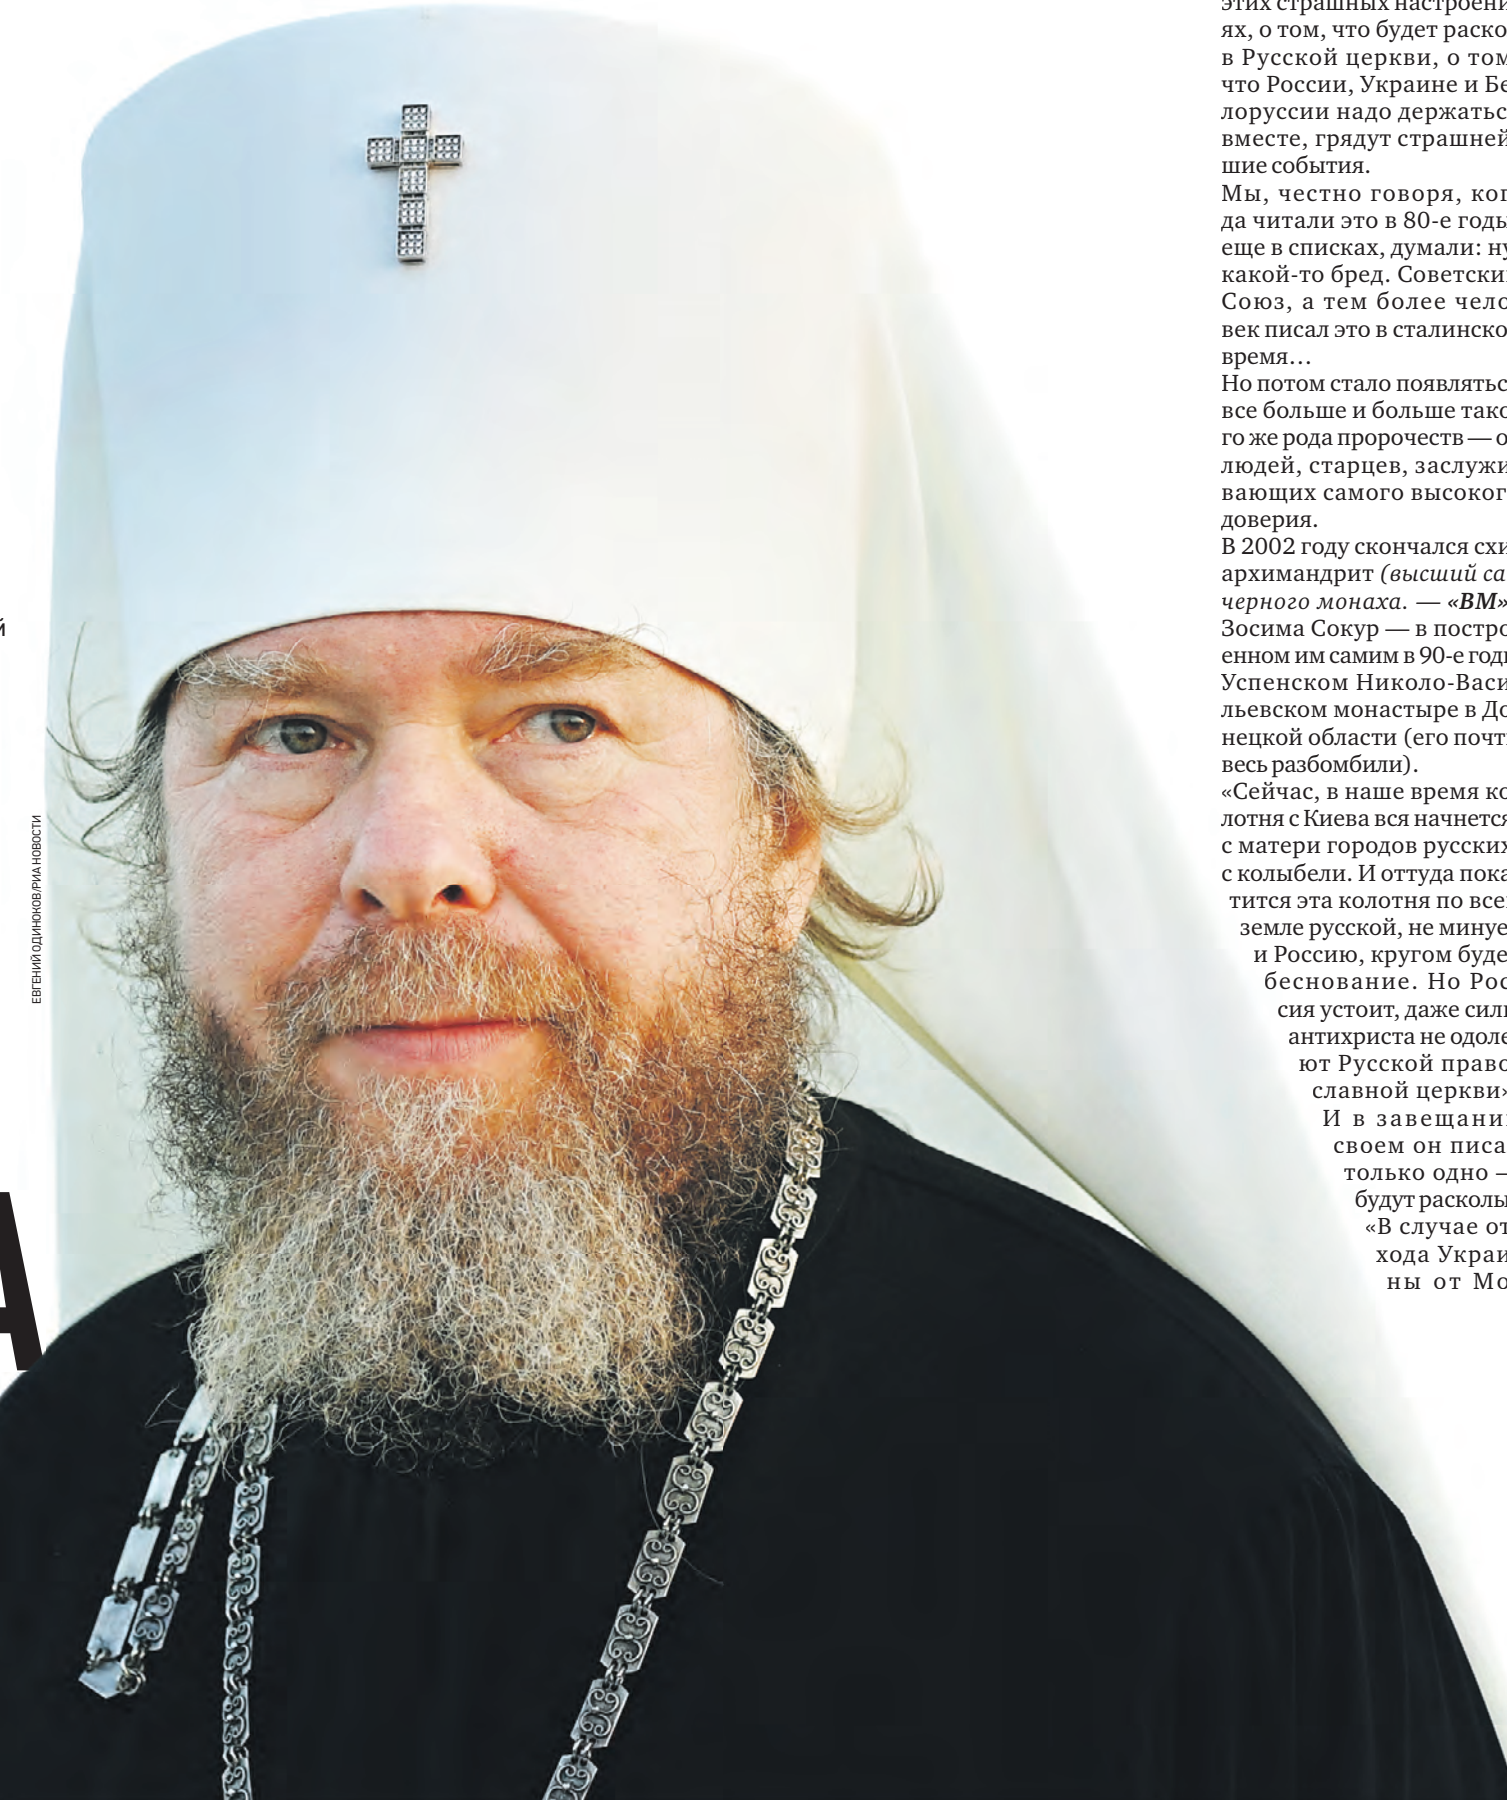 й
ЕВГЕНИЙ ОДИНОКОВ/РИА НОВОСТИ
А
этих страшных настроени
ях, о том, что будет раско
в Русской церкви, о том
что России, Украине и Бе
лоруссии надо держатьс
вместе, грядут страшней
шие события.
Мы, честно говоря, ког
да читали это в 80-е годы
еще в списках, думали: ну
какой-то бред. Советски
Союз, а тем более чело
век писал это в сталинско
время…
Но потом стало появлятьс
все больше и больше тако
го же рода пророчеств — о
людей, старцев, заслужи
вающих самого высоког
доверия.
В 2002 году скончался схи
архимандрит (высший са
черного монаха. — «ВМ»
Зосима Сокур — в постро
енном им самим в 90-е год
Успенском Николо-Васи
льевском монастыре в До
нецкой области (его почт
весь разбомбили).
«Сейчас, в наше время ко
лотня с Киева вся начнется
с матери городов русских
с колыбели. И оттуда пока
тится эта колотня по все
земле русской, не минуе
и Россию, кругом буде
беснование. Но Рос
сия устоит, даже сил
антихриста не одоле
ют Русской право
славной церкви»
И в завещани
своем он писа
только одно —
будут расколы
«В случае от
хода Украи
ны от Мо